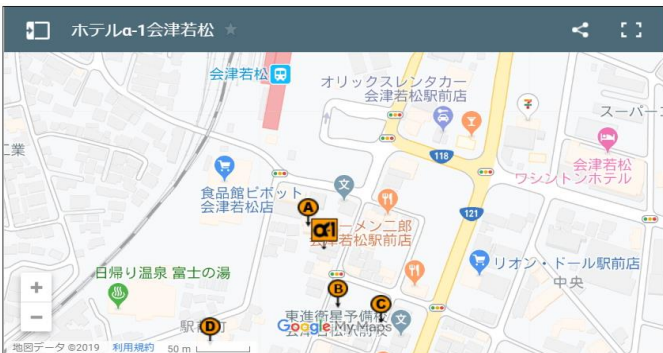 ホテルα-1会津若松
会津若松
オリックスレンタカー
会津若松駅前店
スーパー
工業
118
会津若松
ワシントンホテル
食品館ピボット
会津若松店
文
A
α-1
ーメン二郎
会津若松駅前店
121
リオン・ドール駅前店
日帰り温泉 富士の湯
中央
B
C
D
駅
町
東進衛星予備校
文
Google My Maps
地図データ ©2019
利用規約
50 m